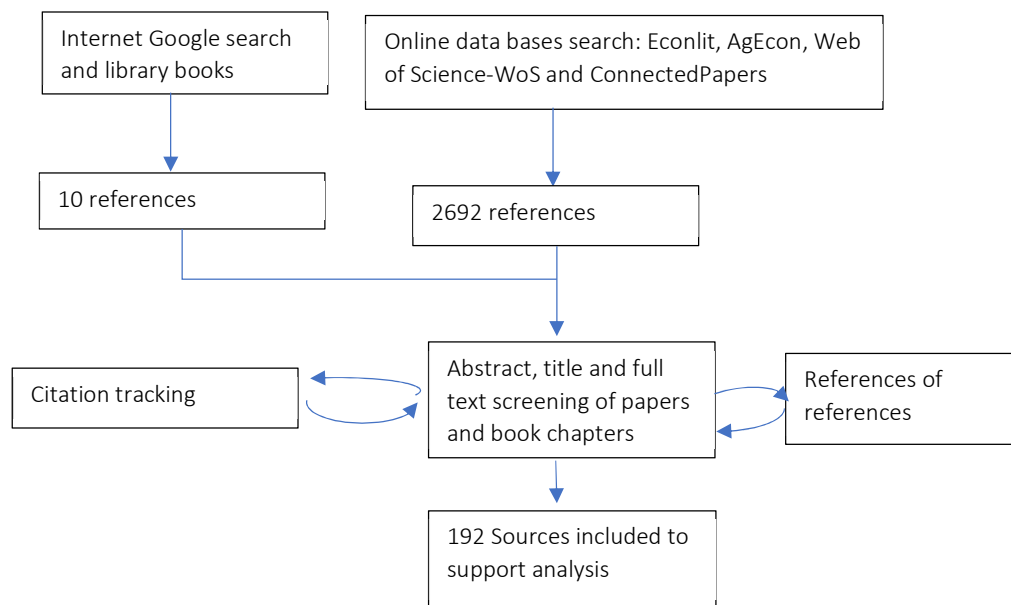 Internet Google search
and library books
Online data bases search: Econlit, AgEcon, Web
of Science-WoS and ConnectedPapers
10 references
2692 references
Citation tracking
Abstract, title and full
text screening of papers
and book chapters
References of
references
192 Sources included to
support analysis